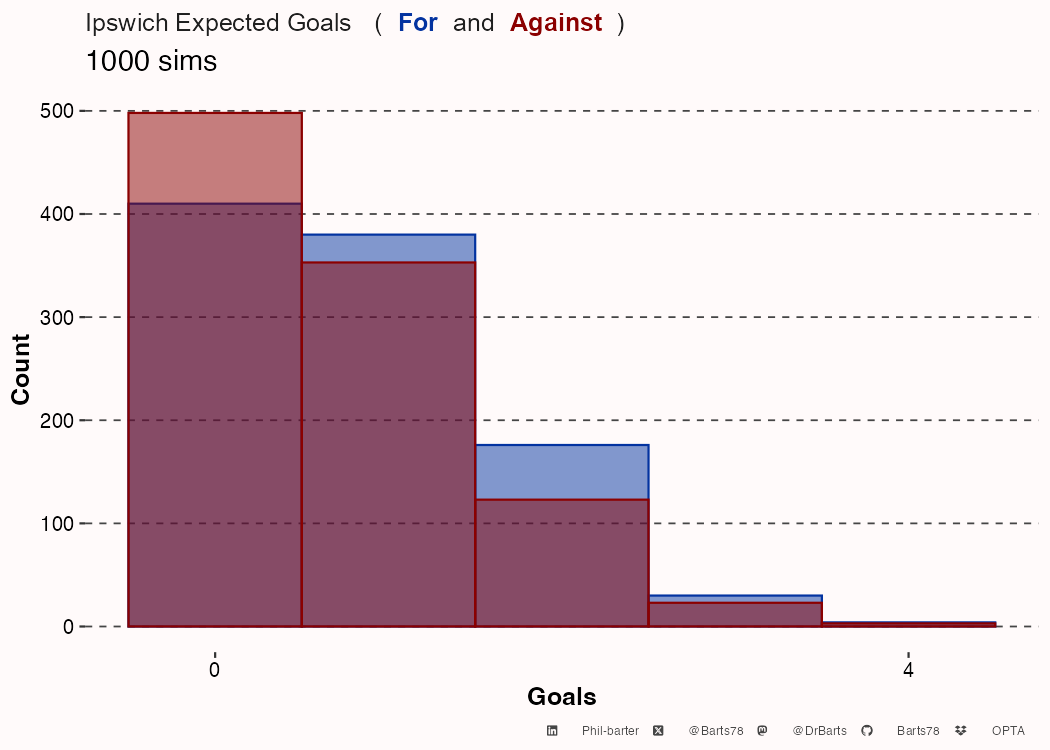 Ipswich Expected Goals ( For and Against )
1000 sims
500
400
300
200
100
0
Count
0 4
Goals
Phil-barter @Barts78 @DrBarts Barts78 OPTA